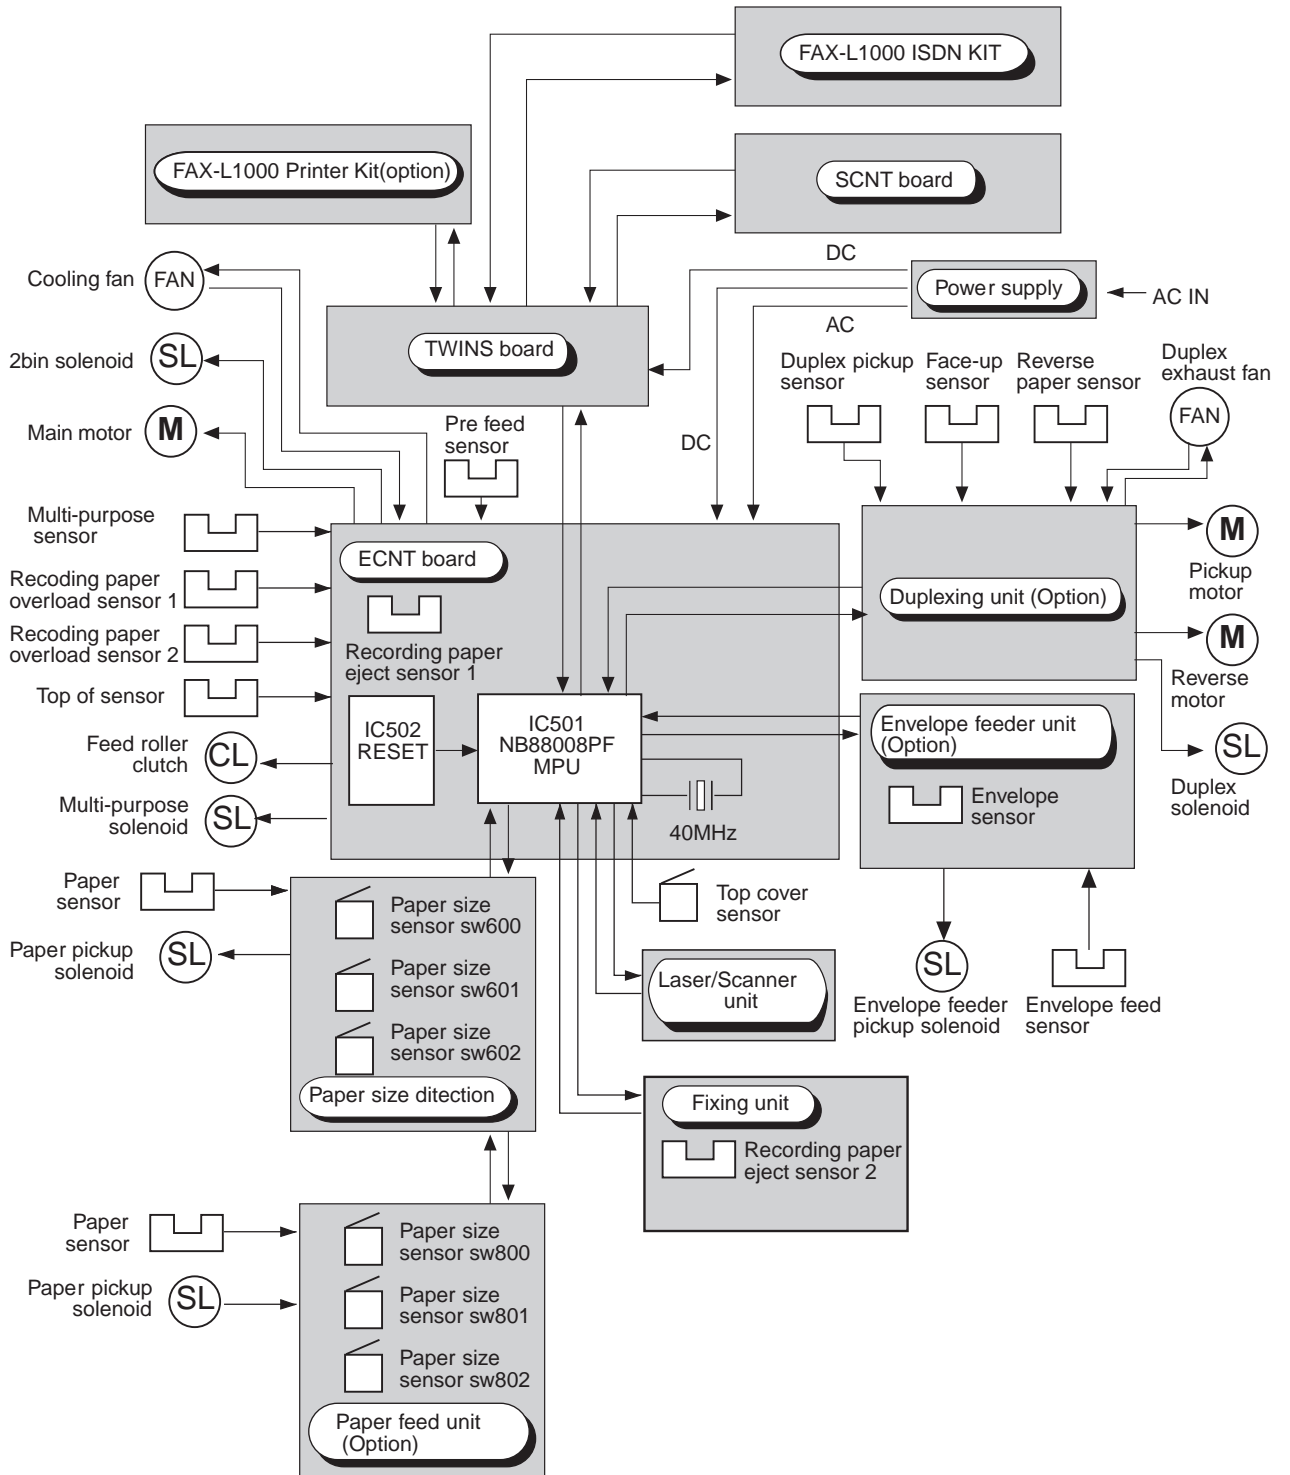 FAX-L1000 ISDN KIT
FAX-L1000 Printer Kit(option)
SCNT board
DC
Cooling fan
FAN
Power supply
AC IN
AC
TWINS board
2bin solenoid
SL
Duplex pickup
sensor
Face-up
sensor
Reverse
paper sensor
Duplex
exhaust fan
FAN
Main motor
M
Pre feed
sensor
DC
Multi-purpose
sensor
ECNT board
M
Pickup
motor
Recoding paper
overload sensor 1
Duplexing unit (Option)
Recoding paper
overload sensor 2
Recording paper
eject sensor 1
M
Reverse
motor
Top of sensor
IC502
RESET
IC501
NB88008PF
MPU
Envelope feeder unit
(Option)
Feed roller
clutch
CL
SL
Duplex
solenoid
Multi-purpose
solenoid
SL
40MHz
Envelope
sensor
Paper
sensor
Paper size
sensor sw600
Top cover
sensor
Paper pickup
solenoid
SL
Paper size
sensor sw601
Laser/Scanner
unit
SL
Envelope feeder
pickup solenoid
Envelope feed
sensor
Paper size
sensor sw602
Paper size ditection
Fixing unit
Recording paper
eject sensor 2
Paper
sensor
Paper size
sensor sw800
Paper pickup
solenoid
SL
Paper size
sensor sw801
Paper size
sensor sw802
Paper feed unit
(Option)